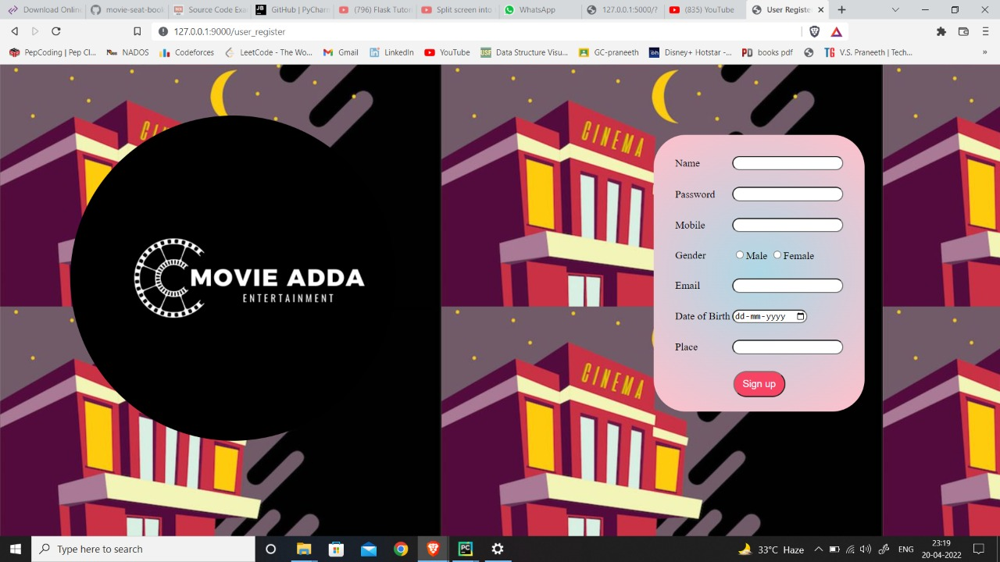 Download Onlin
movie-seat-book
Source Code Exa
GitHub | PyCharm
(796) Flask Tutori
Split screen into
WhatsApp
127.0.0.1:5000/?
(835) YouTube
User Registe
127.0.0.1:9000/user_register
PepCoding | Pep Cl...
NADOS
Codeforces
LeetCode - The Wo...
Gmail
LinkedIn
YouTube
USF Data Structure Visu...
GC-praneeth
Disney+ Hotstar -...
PD books pdf
TG V.S. Praneeth | Tech...
»
CINEMA
CINEMA
MOVIE ADDA
ENTERTAINMENT
Name
Password
Mobile
Gender Male Female
Email
Date of Birth dd-mm-yyyy
Place
Sign up
Type here to search
33°C Haze
ENG
23:19
20-04-2022